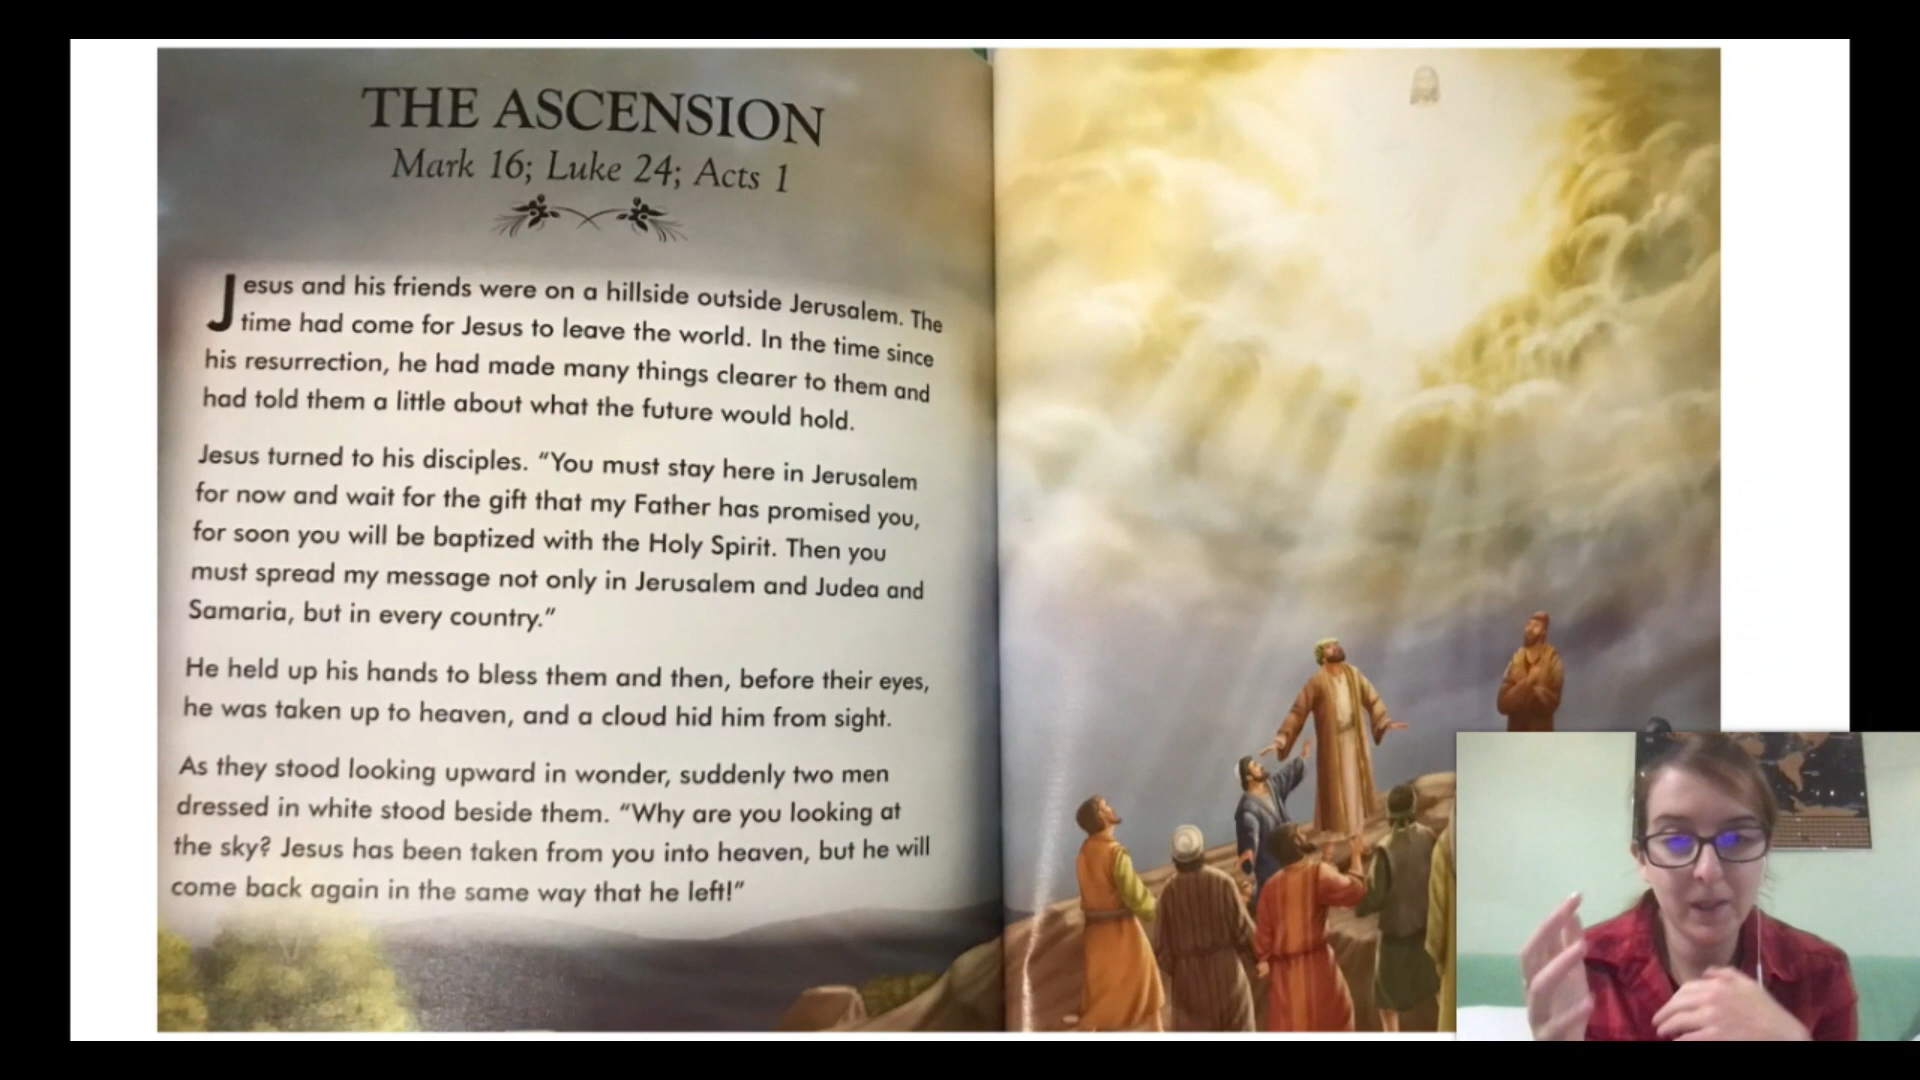 THE ASCENSION
Mark 16; Luke 24; Acts 1
Jesus and his friends were on a hillside outside Jerusalem. The
time had come for Jesus to leave the world. In the time since
his resurrection, he had made many things clearer to them and
had told them a little about what the future would hold.
Jesus turned to his disciples. “You must stay here in Jerusalem
for now and wait for the gift that my Father has promised you,
for soon you will be baptized with the Holy Spirit. Then you
must spread my message not only in Jerusalem and Judea and
Samaria, but in every country.”
He held up his hands to bless them and then, before their eyes,
he was taken up to heaven, and a cloud hid him from sight.
As they stood looking upward in wonder, suddenly two men
dressed in white stood beside them. “Why are you looking at
the sky? Jesus has been taken from you into heaven, but he will
come back again in the same way that he left!”